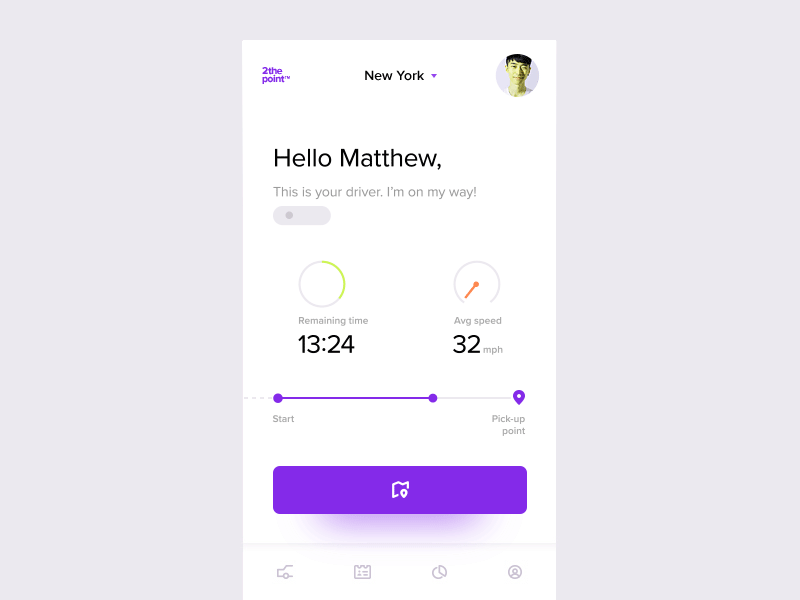 2the
point™
New York
Hello Matthew,
This is your driver. I'm on my way!
Remaining time
Avg speed
13:24
32 mph
Start
Pick-up
point